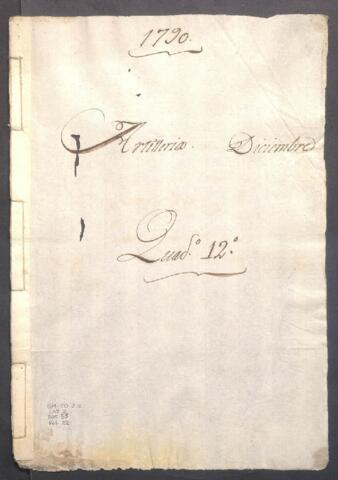 1790.
Artilleria. Diciembre
Quad.º 12.º